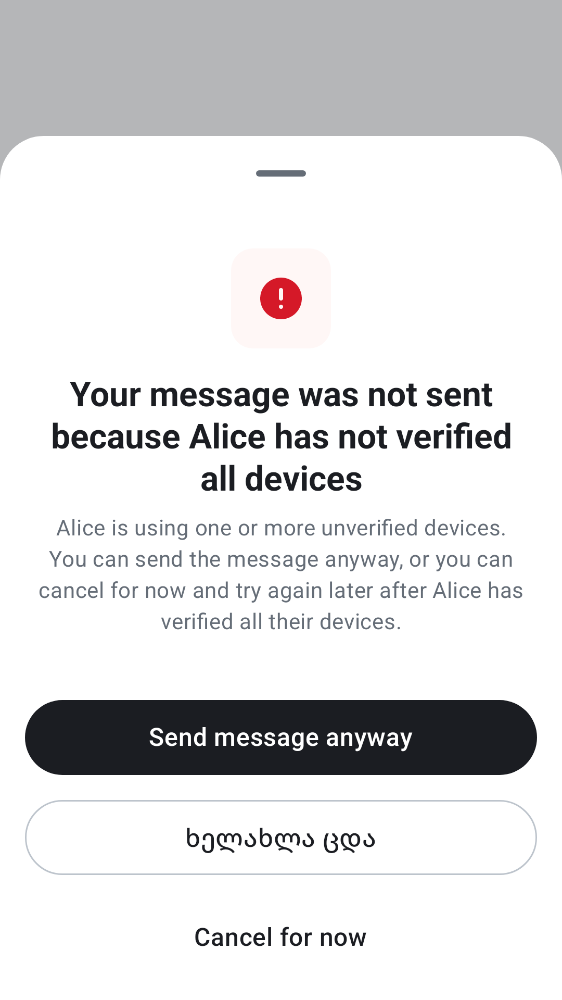 Your message was not sent
because Alice has not verified
all devices
Alice is using one or more unverified devices.
You can send the message anyway, or you can
cancel for now and try again later after Alice has
verified all their devices.
Send message anyway
ხელახლა ცდა
Cancel for now